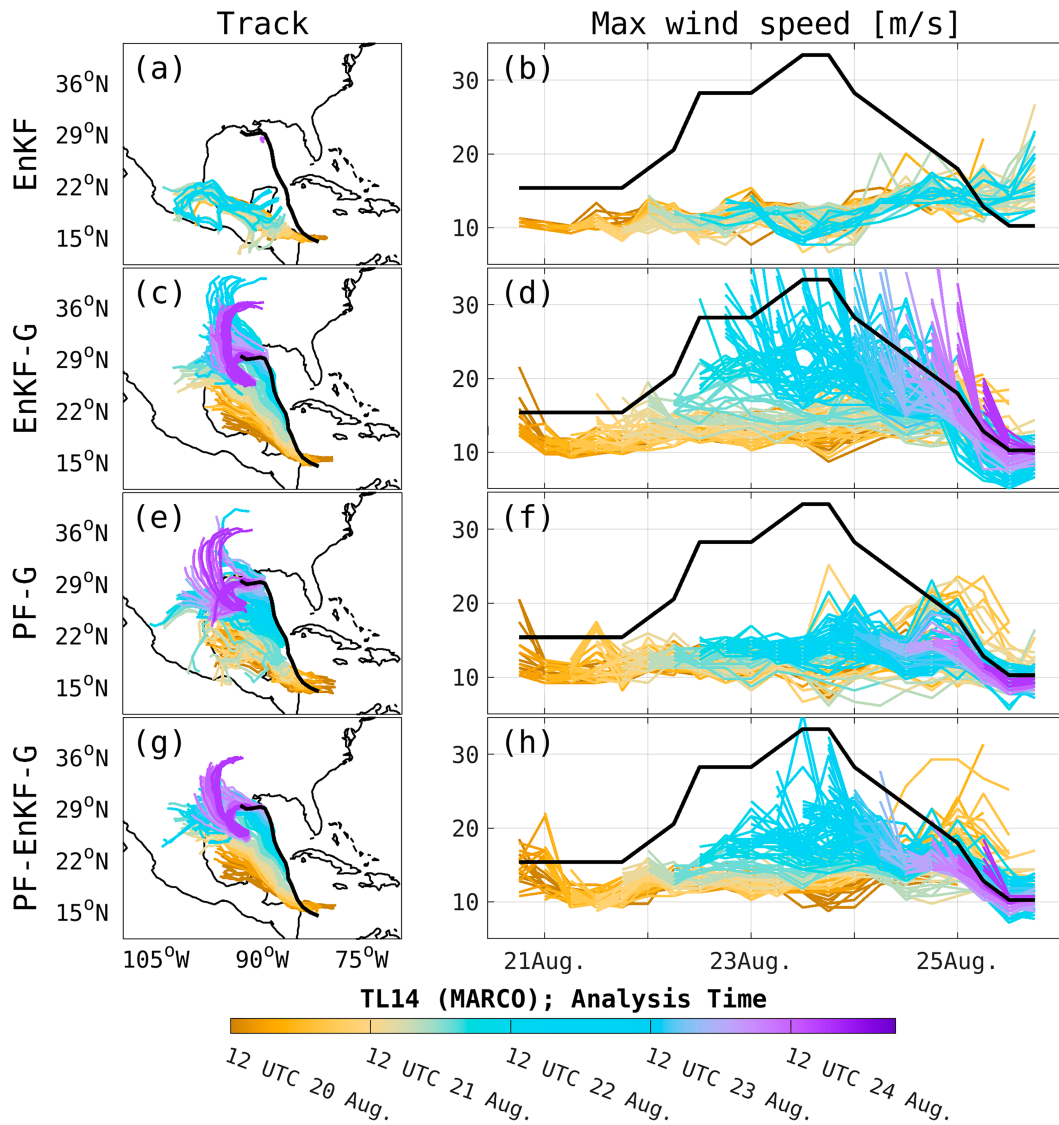 Track Max wind speed [m/s]
EnKF
(a)
36°N
29°N
22°N
15°N
(b)
30
20
10
EnKF-G
(c)
36°N
29°N
22°N
15°N
(d)
30
20
10
PF-G
(e)
36°N
29°N
22°N
15°N
(f)
30
20
10
PF-EnKF-G
(g)
36°N
29°N
22°N
15°N
(h)
30
20
10
105°W 90°W 75°W
21Aug. 23Aug. 25Aug.
TL14 (MARCO); Analysis Time
12 UTC 20 Aug.
12 UTC 21 Aug.
12 UTC 22 Aug.
12 UTC 23 Aug.
12 UTC 24 Aug.